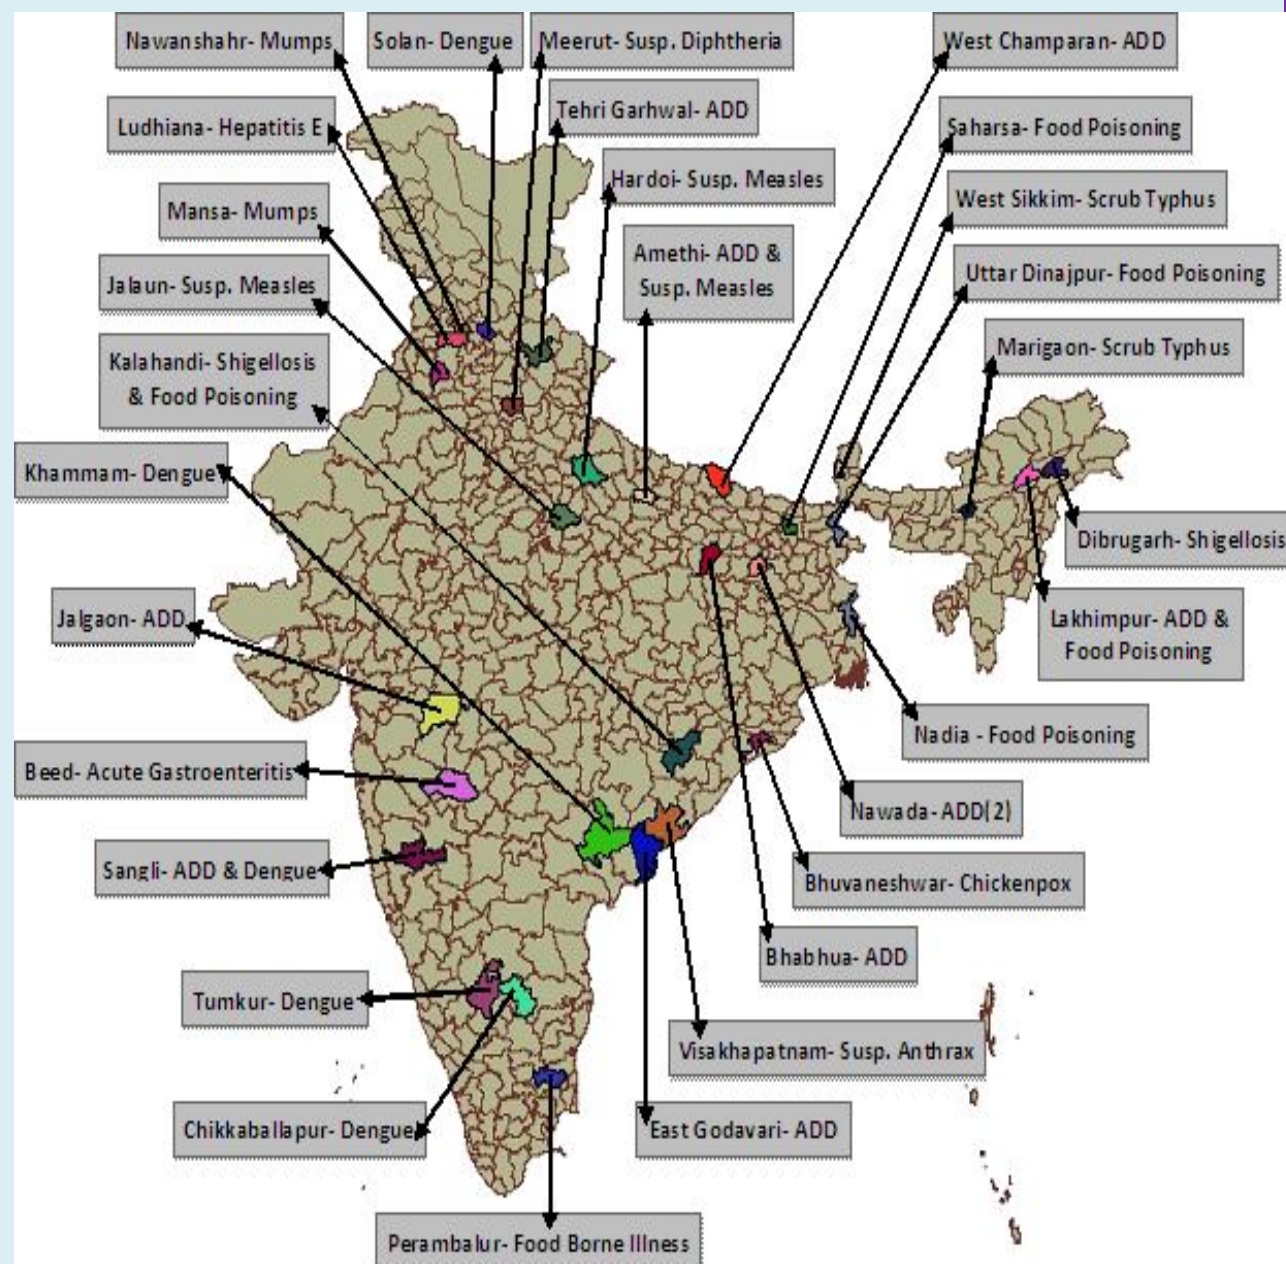 Nawanshahr- Mumps
Solan- Dengue
Meerut- Susp. Diphtheria
West Champaran- ADD
Ludhiana- Hepatitis E
Tehri Garhwal- ADD
Saharsa- Food Poisoning
Mansa- Mumps
Hardoi- Susp. Measles
West Sikkim- Scrub Typhus
Jalaun- Susp. Measles
Amethi- ADD &
Susp. Measles
Uttar Dinajpur- Food Poisoning
Kalahandi- Shigellosis
& Food Poisoning
Marigaon- Scrub Typhus
Khammam- Dengue
Dibrugarh- Shigellosis
Jalgaon- ADD
Lakhimpur- ADD &
Food Poisoning
Nadia - Food Poisoning
Beed- Acute Gastroenteritis
Nawada- ADD(2)
Sangli- ADD & Dengue
Bhuvaneshwar- Chickenpox
Bhabhua- ADD
Tumkur- Dengue
Visakhapatnam- Susp. Anthrax
Chikkaballapur- Dengue
East Godavari- ADD
Perambalur- Food Borne Illness